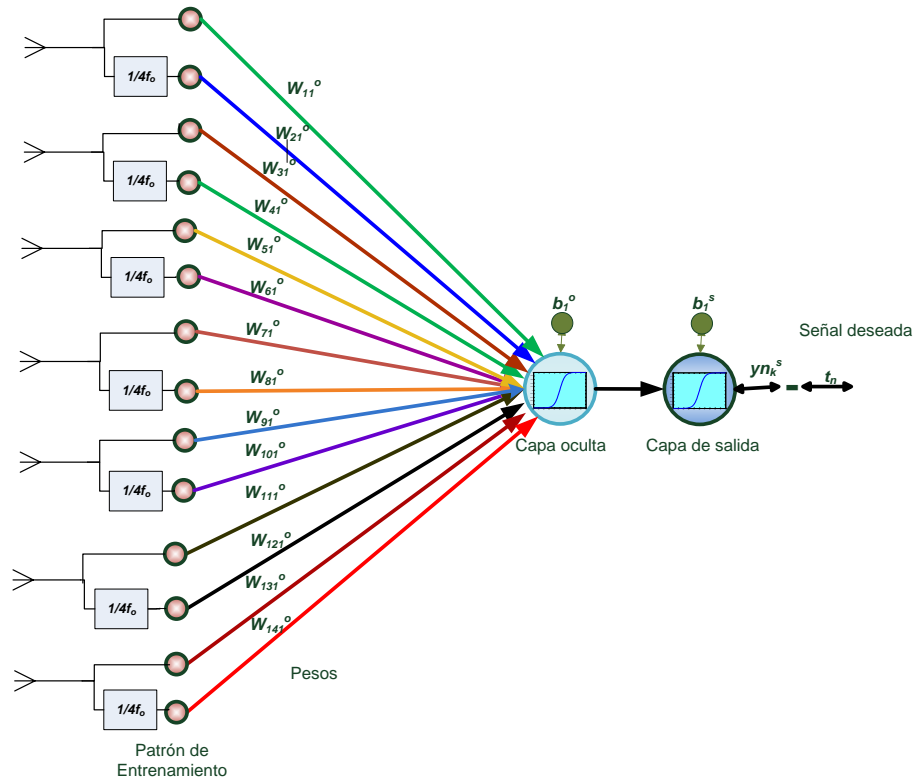 1/4fₒ
1/4fₒ
1/4fₒ
1/4fₒ
1/4fₒ
1/4fₒ
1/4fₒ
W₁₁ᵒ
W₂₁ᵒ
W₃₁ᵒ
W₄₁ᵒ
W₅₁ᵒ
W₆₁ᵒ
W₇₁ᵒ
W₈₁ᵒ
W₉₁ᵒ
W₁₀₁ᵒ
W₁₁₁ᵒ
W₁₂₁ᵒ
W₁₃₁ᵒ
W₁₄₁ᵒ
Pesos
Patrón de
Entrenamiento
b₁ᵒ
Capa oculta
b₁ˢ
Capa de salida
Señal deseada
ynₖˢ
-
tₙ